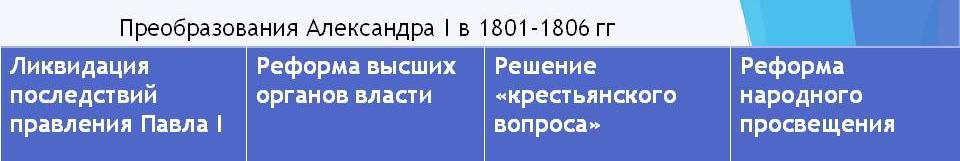 Преобразования Александра I в 1801-1806 гг
Ликвидация
последствий
правления Павла I
Реформа высших
органов власти
Решение
«крестьянского
вопроса»
Реформа
народного
просвещения